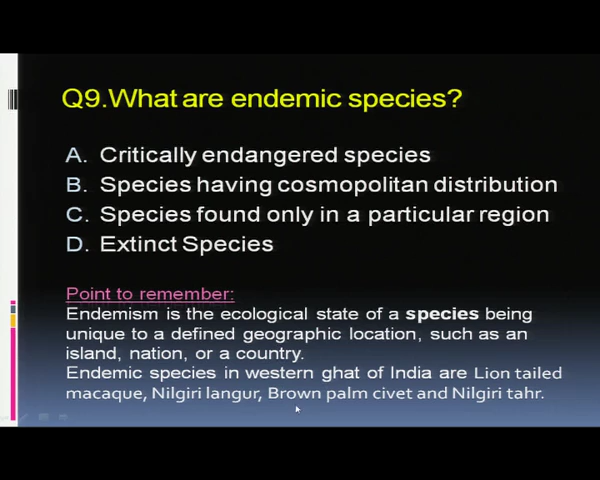 Q9.What are endemic species?
A. Critically endangered species
B. Species having cosmopolitan distribution
C. Species found only in a particular region
D. Extinct Species
Point to remember:
Endemism is the ecological state of a species being
unique to a defined geographic location, such as an
island, nation, or a country.
Endemic species in western ghat of India are Lion tailed
macaque, Nilgiri langur, Brown palm civet and Nilgiri tahr.